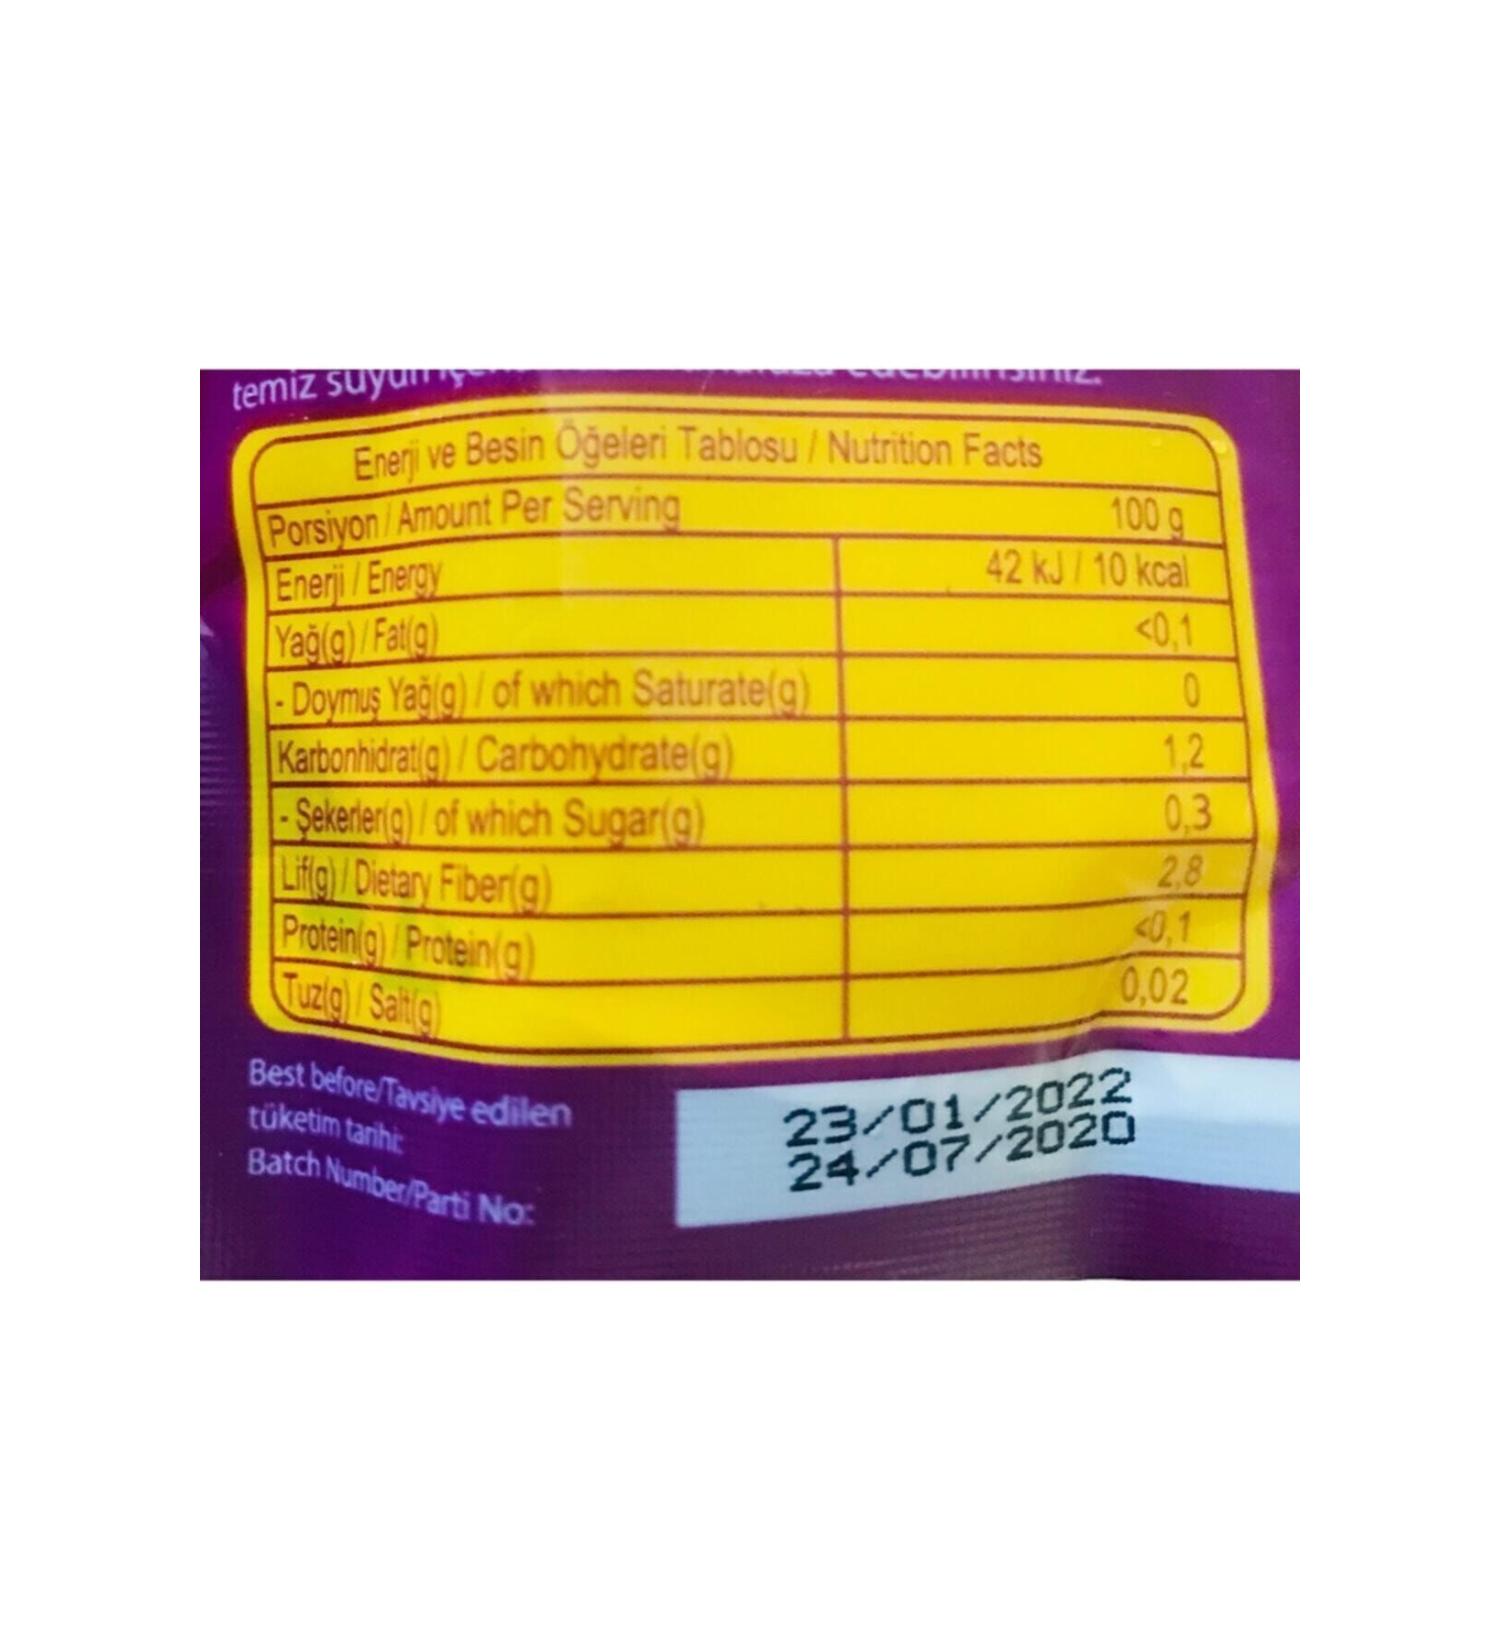 temiz
Enerji ve Besin Öğeleri Tablosu / Nutrition Facts
Porsiyon / Amount Per Serving 100 g
Enerji / Energy 42 kJ / 10 kcal
Yağ(g) / Fat(g) <0,1
- Doymuş Yağ(g) / of which Saturate(g) 0
Karbonhidrat(g) / Carbohydrate(g) 1,2
- Şekerler(g) / of which Sugar(g) 0,3
Lif(g) / Dietary Fiber(g) 2,8
Protein(g) / Protein(g) <0,1
Tuz(g) / Salt(g) 0,02
Best before/Tavsiye edilen
tüketim tarihi: 23/01/2022
Batch Number/Parti No: 24/07/2020